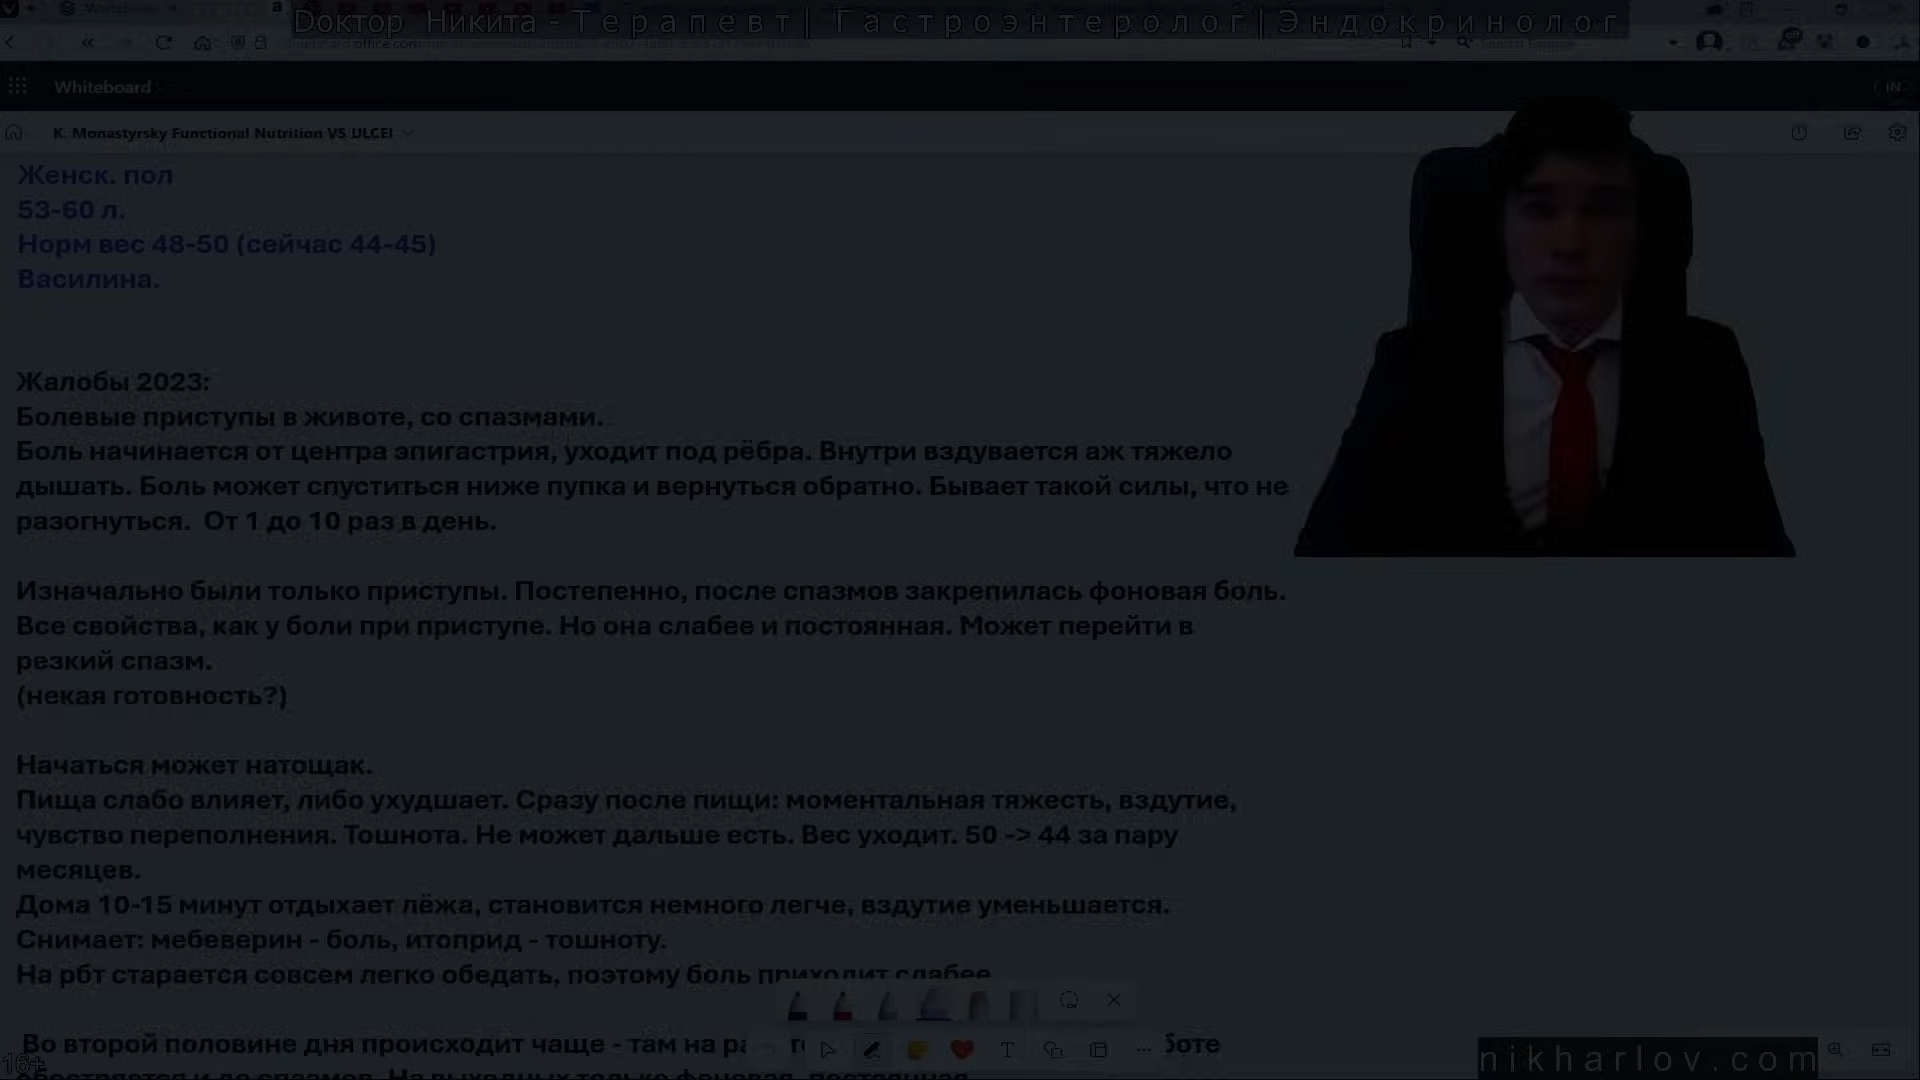 Доктор Никита - Терапевт| Гастроэнтеролог|Эндокринолог
Whiteboard
K. Monastyrsky Functional Nutrition VS DLCEI
Женск. пол
53-60 л.
Норм вес 48-50 (сейчас 44-45)
Василина.
Жалобы 2023:
Болевые приступы в животе, со спазмами.
Боль начинается от центра эпигастрия, уходит под рёбра. Внутри вздувается аж тяжело
дышать. Боль может спуститься ниже пупка и вернуться обратно. Бывает такой силы, что не
разогнуться. От 1 до 10 раз в день.
Изначально были только приступы. Постепенно, после спазмов закрепилась фоновая боль.
Все свойства, как у боли при приступе. Но она слабее и постоянная. Может перейти в
резкий спазм.
(некая готовность?)
Начаться может натощак.
Пища слабо влияет, либо ухудшает. Сразу после пищи: моментальная тяжесть, вздутие,
чувство переполнения. Тошнота. Не может дальше есть. Вес уходит. 50 -> 44 за пару
месяцев.
Дома 10-15 минут отдыхает лёжа, становится немного легче, вздутие уменьшается.
Снимает: мебеверин - боль, итоприд - тошноту.
На рбт старается совсем легко обедать, поэтому боль приходит слабее
Во второй половине дня происходит чаще - там на
16+
nikharlov.com